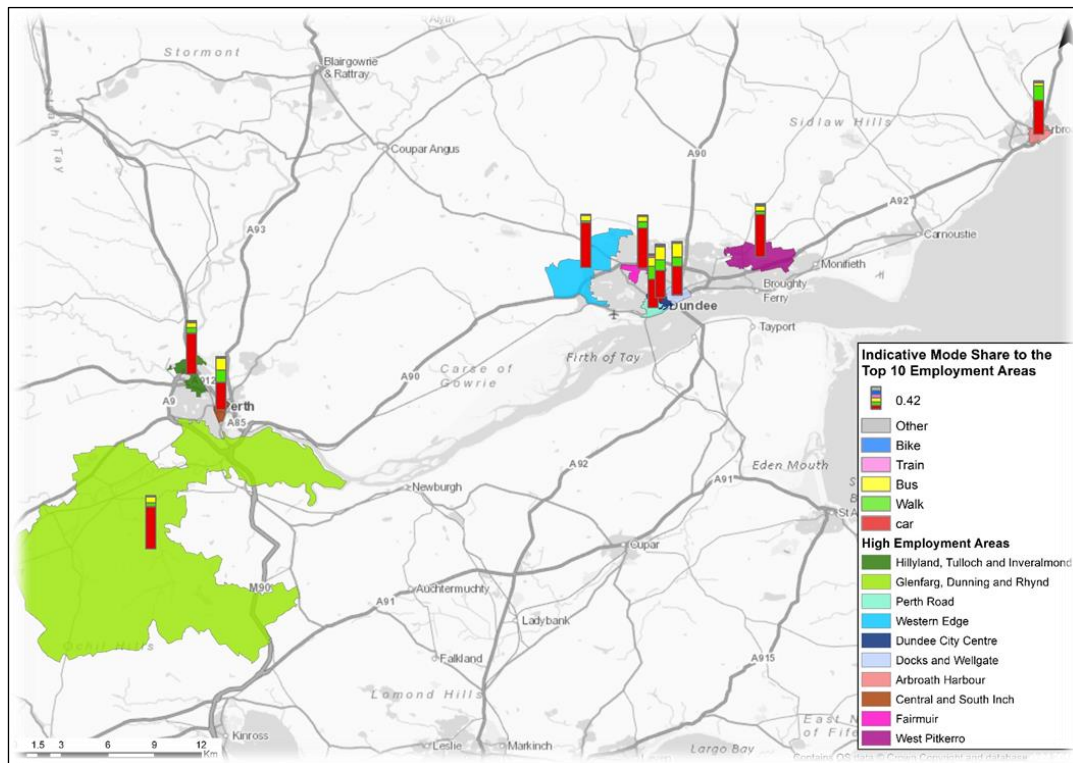 Stormont
Blairgowrie
& Rattray
Sidlaw Hills
Coupar Angus
A90
A93
A92
Carnoustie
Monifieth
Broughty
Ferry
Dundee
Tayport
Firth of Tay
Carse of
Gowrie
A90
A9
Perth
A85
A92
Eden Mouth
A91
Newburgh
Cupar
M90
Auchtermuchty
A91
Ladybank
Falkland
A915
Lomond Hills
Kinross
Leslie
Markinch
Largo Bay
1.5 3 6 9 12
Km
Indicative Mode Share to the
Top 10 Employment Areas
0.42
Other
Bike
Train
Bus
Walk
car
High Employment Areas
Hillyland, Tulloch and Inveralmond
Glenfarg, Dunning and Rhynd
Perth Road
Western Edge
Dundee City Centre
Docks and Wellgate
Arbroath Harbour
Central and South Inch
Fairmuir
West Pitkerro